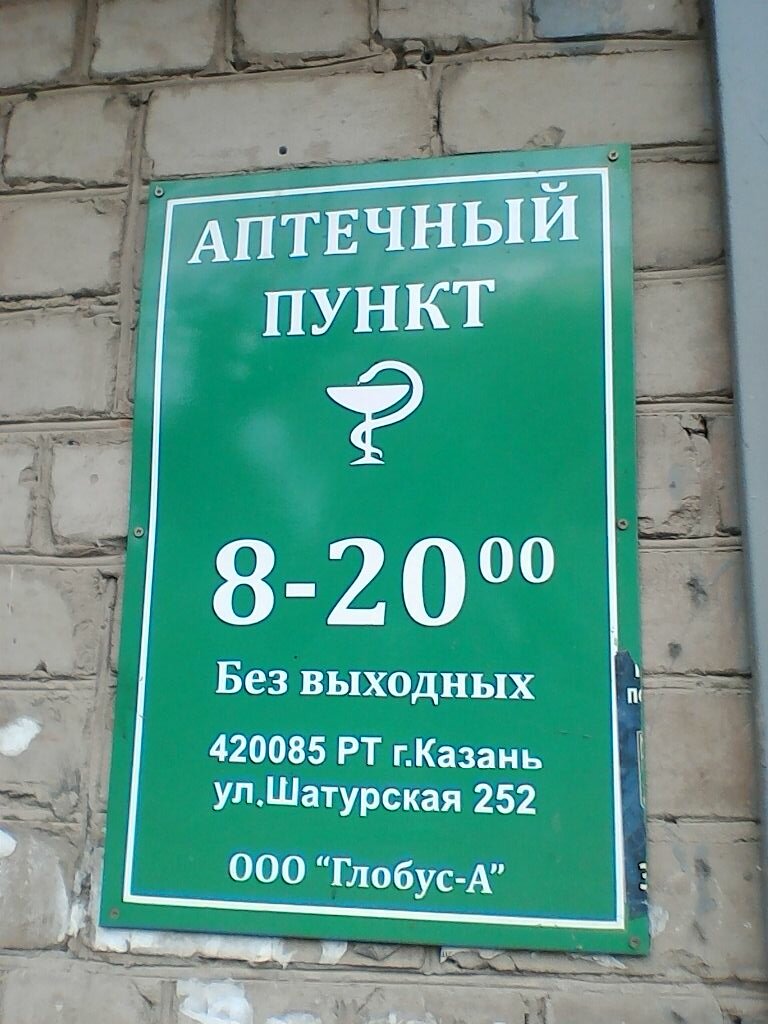 АПТЕЧНЫЙ
ПУНКТ
8-20⁰⁰
Без выходных
420085 РТ г.Казань
ул.Шатурская 252
ООО “Глобус-А”